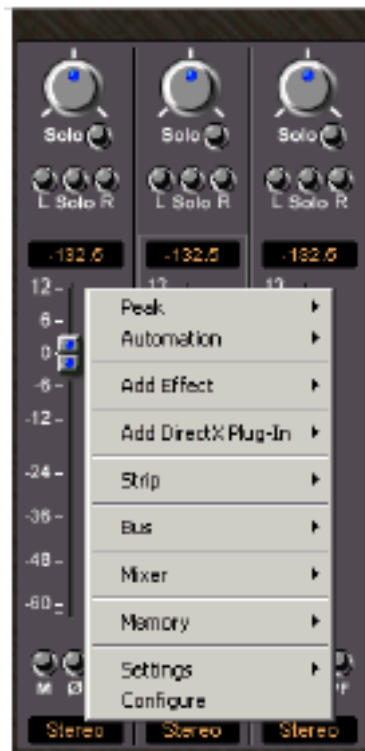 Solo Solo Solo
L Solo R L Solo R L Solo R
-132.5 -132.5 -132.5
12- 12 12
6-
0-
-6-
-12-
-24-
-36-
-48-
-60-
Peak
Automation
Add Effect
Add DirectX Plug-In
Strip
Bus
Mixer
Memory
Settings
Configure
M Ø
Stereo Stereo Stereo